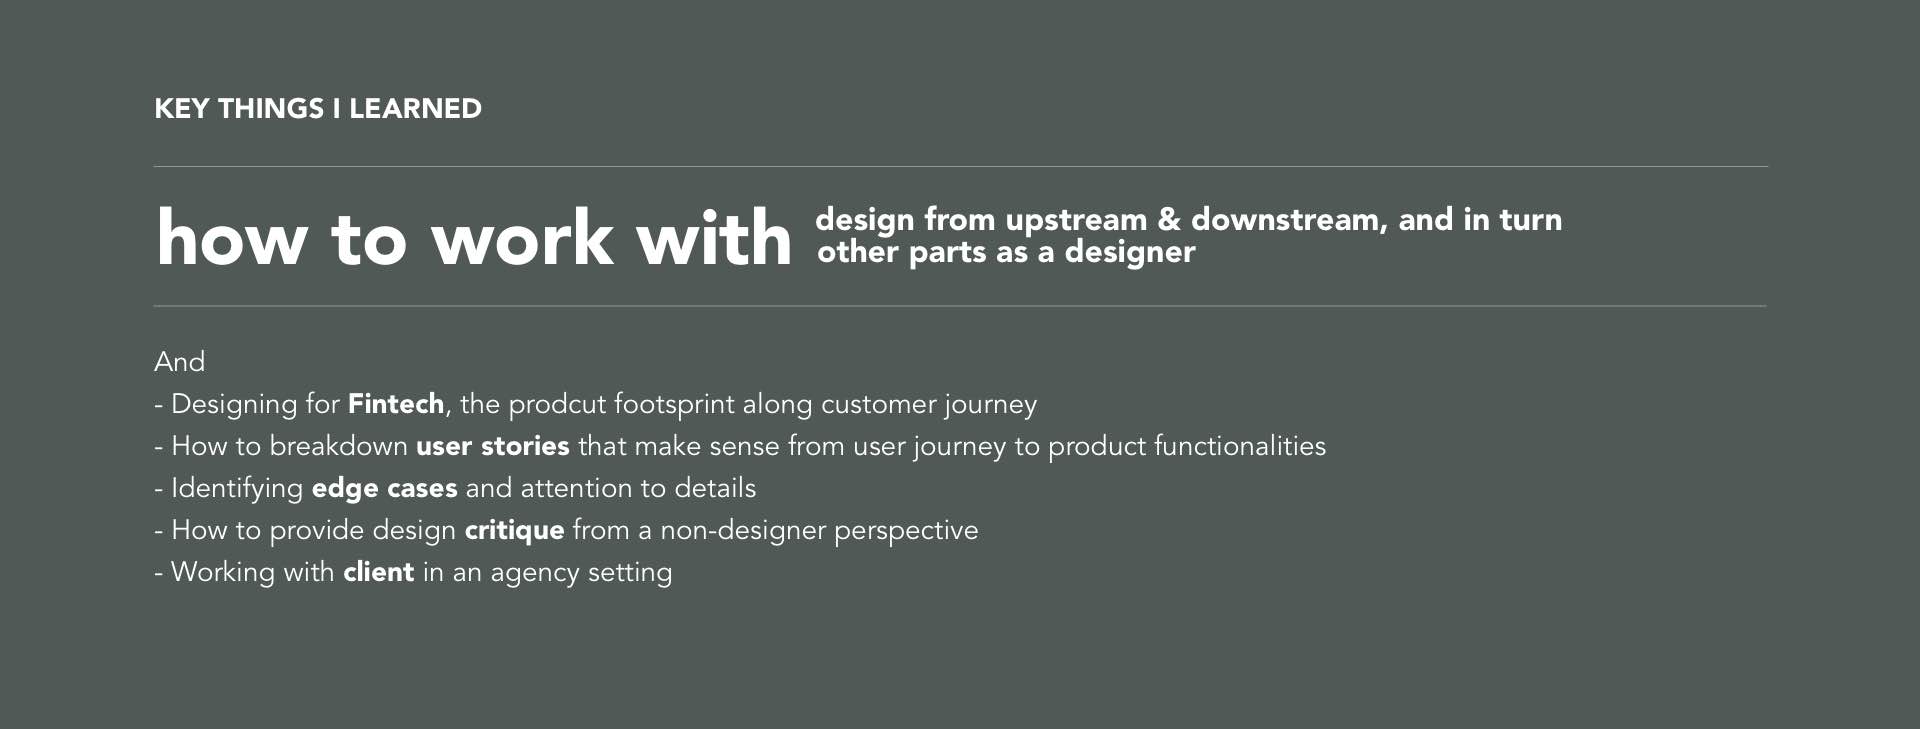 KEY THINGS I LEARNED
how to work with
design from upstream & downstream, and in turn
other parts as a designer
And
- Designing for Fintech, the prodcut footsprint along customer journey
- How to breakdown user stories that make sense from user journey to product functionalities
- Identifying edge cases and attention to details
- How to provide design critique from a non-designer perspective
- Working with client in an agency setting